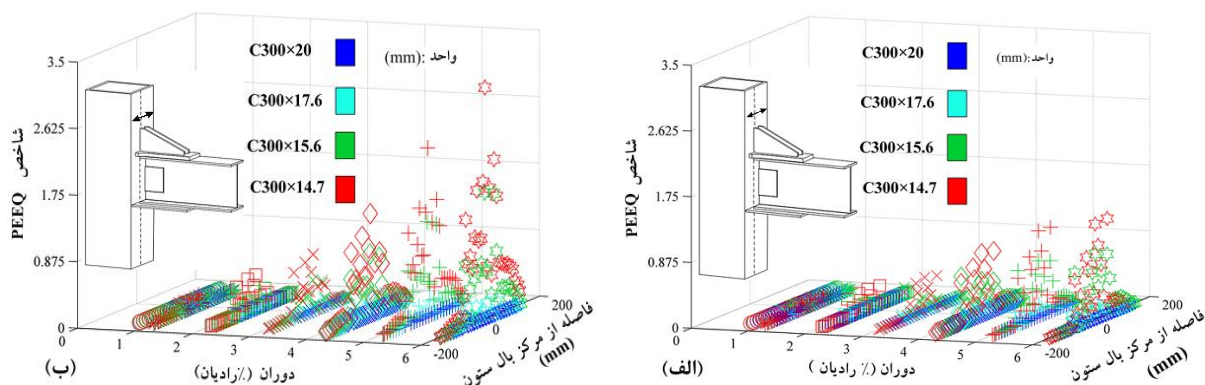 C300×20
واحد :(mm)
C300×17.6
C300×15.6
C300×14.7
شاخص PEEQ
3.5
2.625
1.75
0.875
0
0
1
2
3
4
5
6
-200
0
200
دوران (٪رادیان)
فاصله از مرکز بال ستون
(mm)
(ب)
C300×20
واحد:(mm)
C300×17.6
C300×15.6
C300×14.7
شاخص PEEQ
3.5
2.625
1.75
0.875
0
0
1
2
3
4
5
6
-200
0
200
دوران (٪ رادیان )
فاصله از مرکز بال ستون
(mm)
(الف)